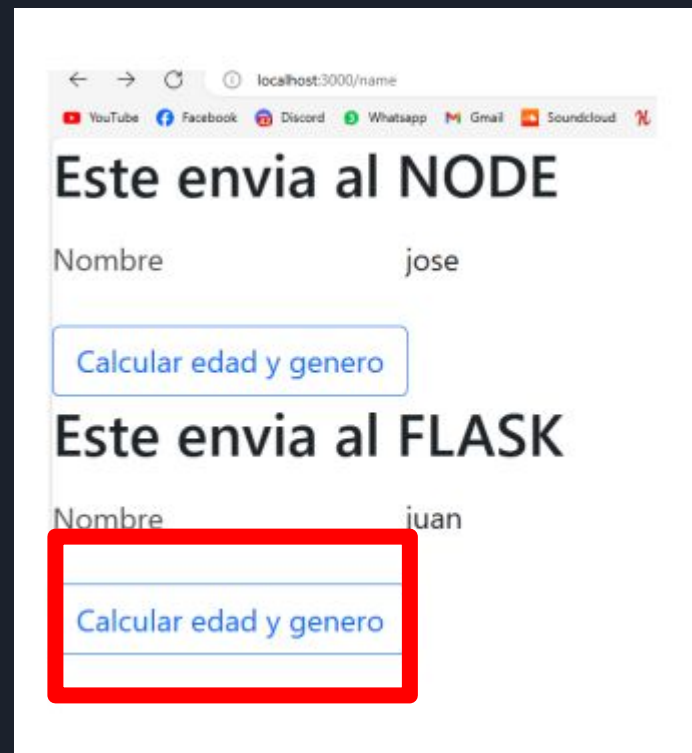 localhost:3000/name
YouTube Facebook Discord Whatsapp Gmail Soundcloud
Este envia al NODE
Nombre jose
Calcular edad y genero
Este envia al FLASK
Nombre juan
Calcular edad y genero